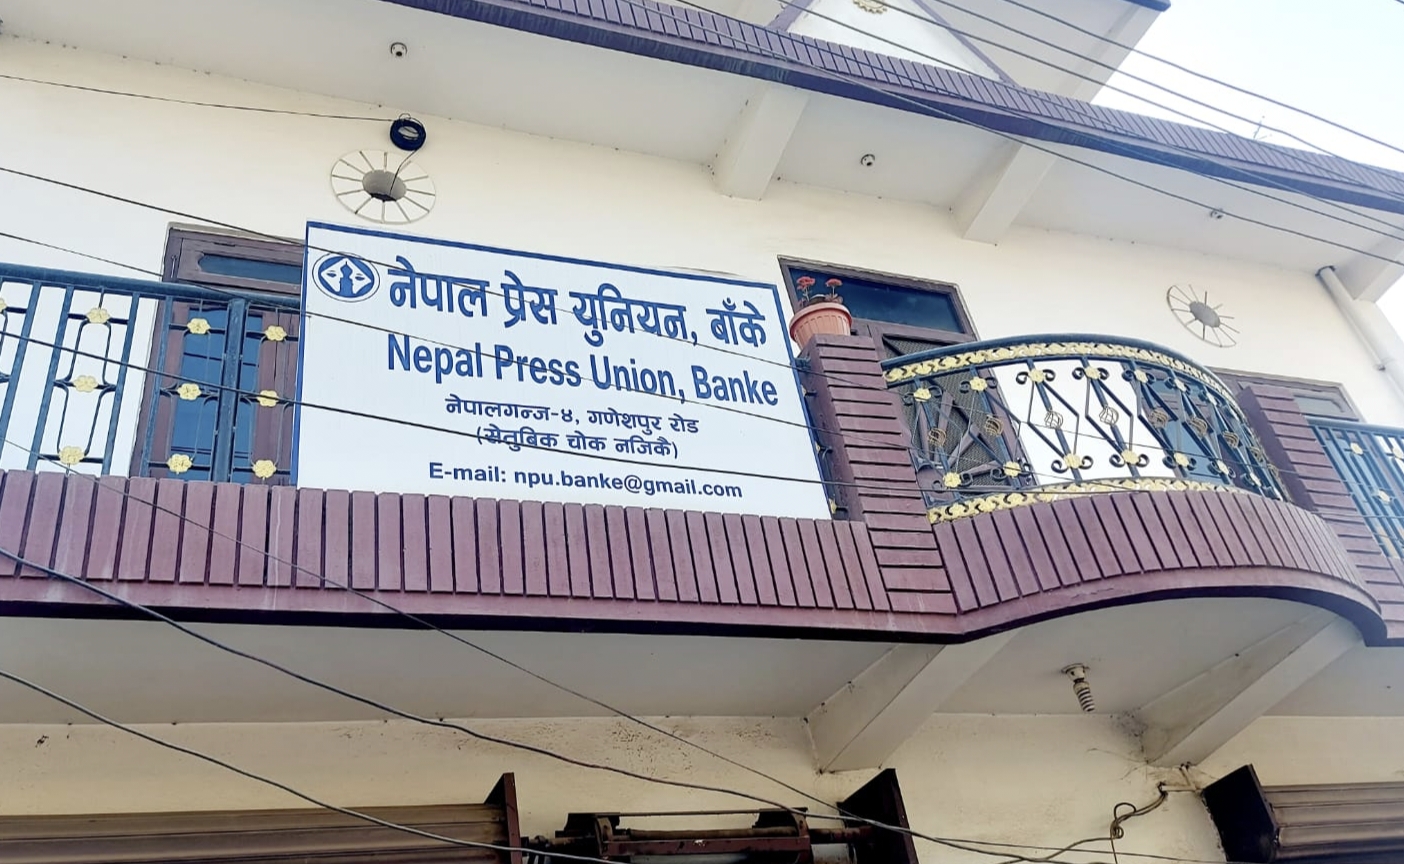 नेपाल प्रेस युनियन, बाँके
Nepal Press Union, Banke
नेपालगन्ज-४, गणेशपुर रोड
(सेतुबिक चोक नजिकै)
E-mail: npu.banke@gmail.com